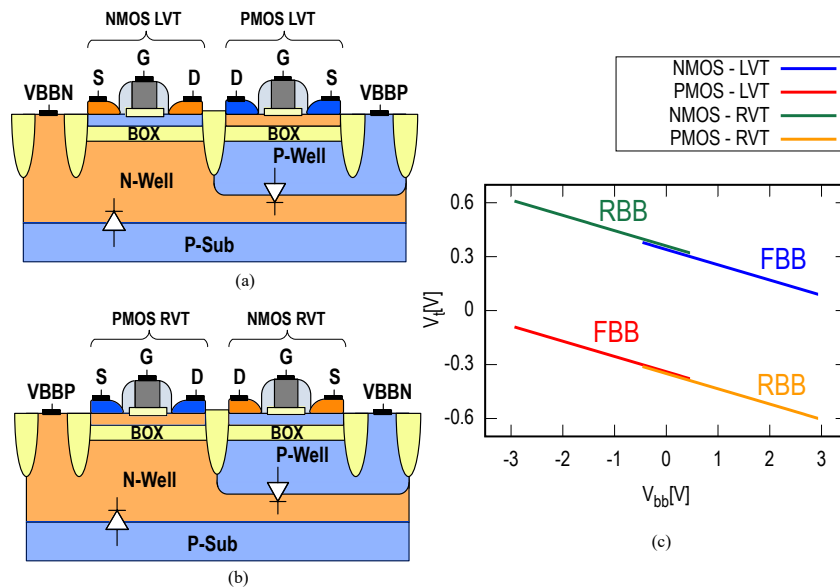 NMOS LVT PMOS LVT
G G
S D D S
VBBN VBBP
BOX BOX
P-Well
N-Well
P-Sub
(a)
PMOS RVT NMOS RVT
G G
S D D S
VBBP VBBN
BOX BOX
P-Well
N-Well
P-Sub
(b)
NMOS - LVT
PMOS - LVT
NMOS - RVT
PMOS - RVT
0.6
0.3
0
-0.3
-0.6
Vt[V]
RBB
FBB
FBB
RBB
-3 -2 -1 0 1 2 3
Vbb[V]
(c)